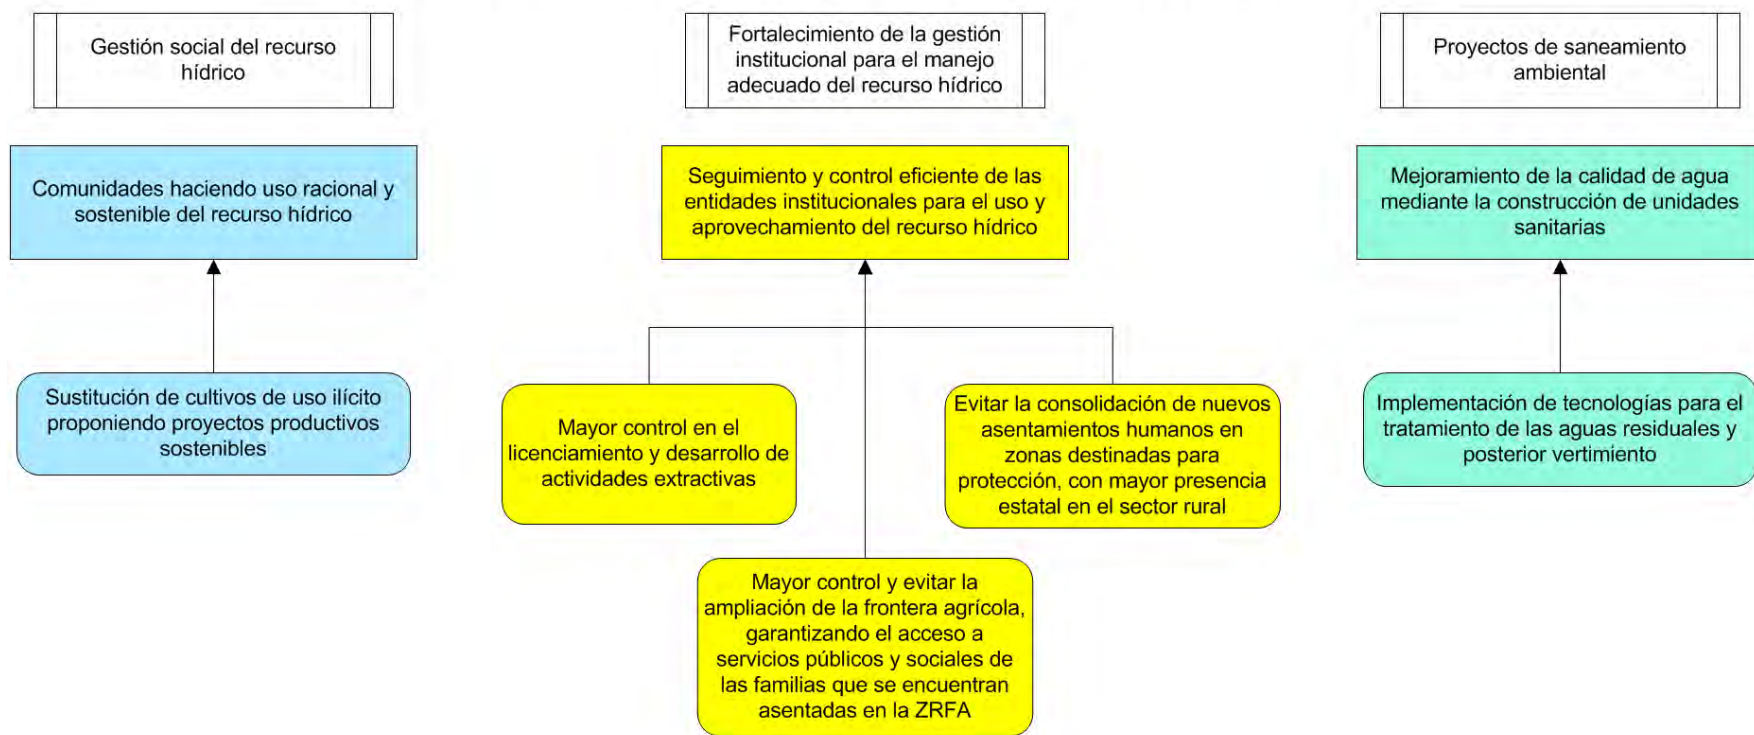 Gestión social del recurso
hídrico
Fortalecimiento de la gestión
institucional para el manejo
adecuado del recurso hídrico
Proyectos de saneamiento
ambiental
Comunidades haciendo uso racional y
sostenible del recurso hídrico
Seguimiento y control eficiente de las
entidades institucionales para el uso y
aprovechamiento del recurso hídrico
Mejoramiento de la calidad de agua
mediante la construcción de unidades
sanitarias
Sustitución de cultivos de uso ilícito
proponiendo proyectos productivos
sostenibles
Mayor control en el
licenciamiento y desarrollo de
actividades extractivas
Evitar la consolidación de nuevos
asentamientos humanos en
zonas destinadas para
protección, con mayor presencia
estatal en el sector rural
Implementación de tecnologías para el
tratamiento de las aguas residuales y
posterior vertimiento
Mayor control y evitar la
ampliación de la frontera agrícola,
garantizando el acceso a
servicios públicos y sociales de
las familias que se encuentran
asentadas en la ZRFA